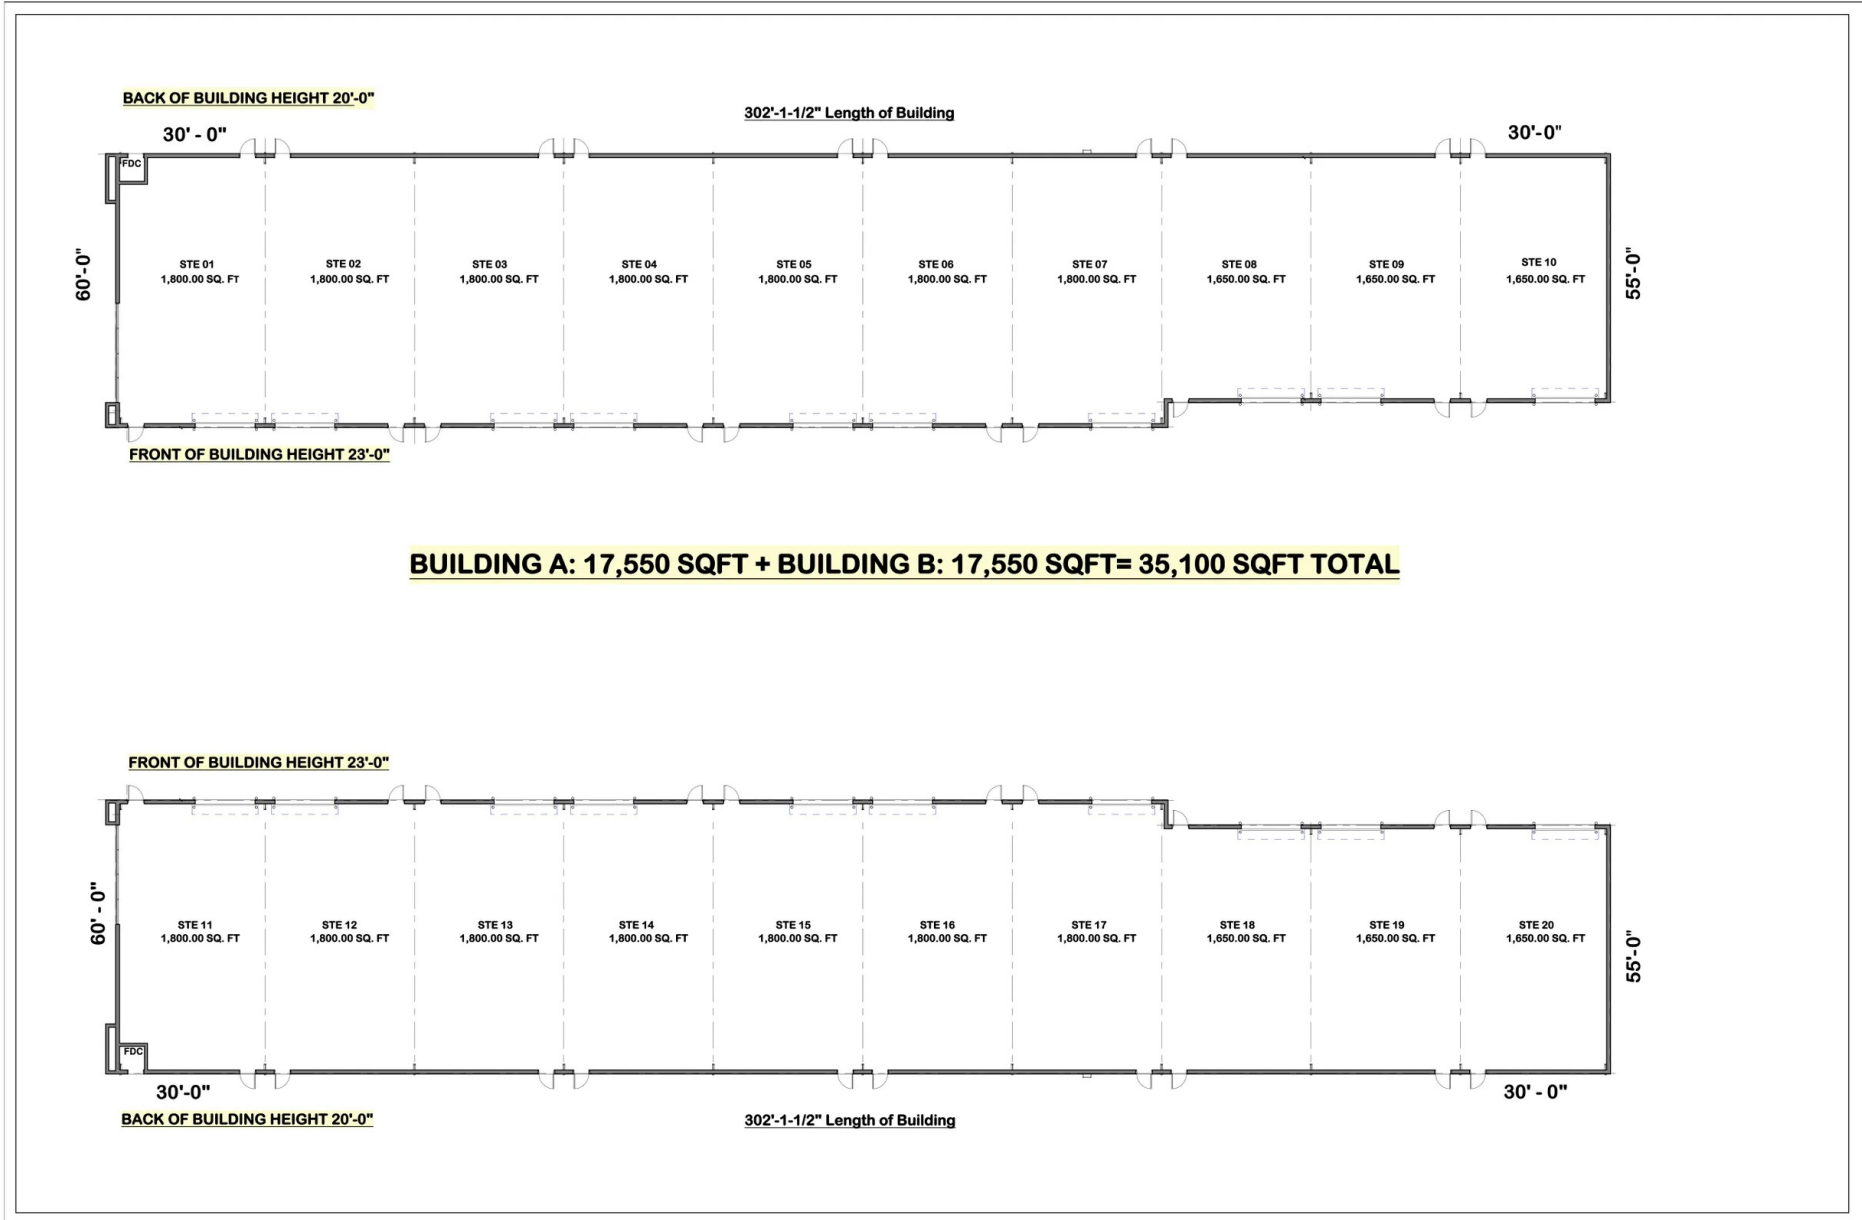 BACK OF BUILDING HEIGHT 20'-0"
302'-1-1/2" Length of Building
30' - 0"
30'-0"
FDC
60'-0"
55'-0"
STE 01
1,800.00 SQ. FT
STE 02
1,800.00 SQ. FT
STE 03
1,800.00 SQ. FT
STE 04
1,800.00 SQ. FT
STE 05
1,800.00 SQ. FT
STE 06
1,800.00 SQ. FT
STE 07
1,800.00 SQ. FT
STE 08
1,650.00 SQ. FT
STE 09
1,650.00 SQ. FT
STE 10
1,650.00 SQ. FT
FRONT OF BUILDING HEIGHT 23'-0"
BUILDING A: 17,550 SQFT + BUILDING B: 17,550 SQFT= 35,100 SQFT TOTAL
FRONT OF BUILDING HEIGHT 23'-0"
60' - 0"
55'-0"
STE 11
1,800.00 SQ. FT
STE 12
1,800.00 SQ. FT
STE 13
1,800.00 SQ. FT
STE 14
1,800.00 SQ. FT
STE 15
1,800.00 SQ. FT
STE 16
1,800.00 SQ. FT
STE 17
1,800.00 SQ. FT
STE 18
1,650.00 SQ. FT
STE 19
1,650.00 SQ. FT
STE 20
1,650.00 SQ. FT
FDC
30'-0"
30' - 0"
BACK OF BUILDING HEIGHT 20'-0"
302'-1-1/2" Length of Building